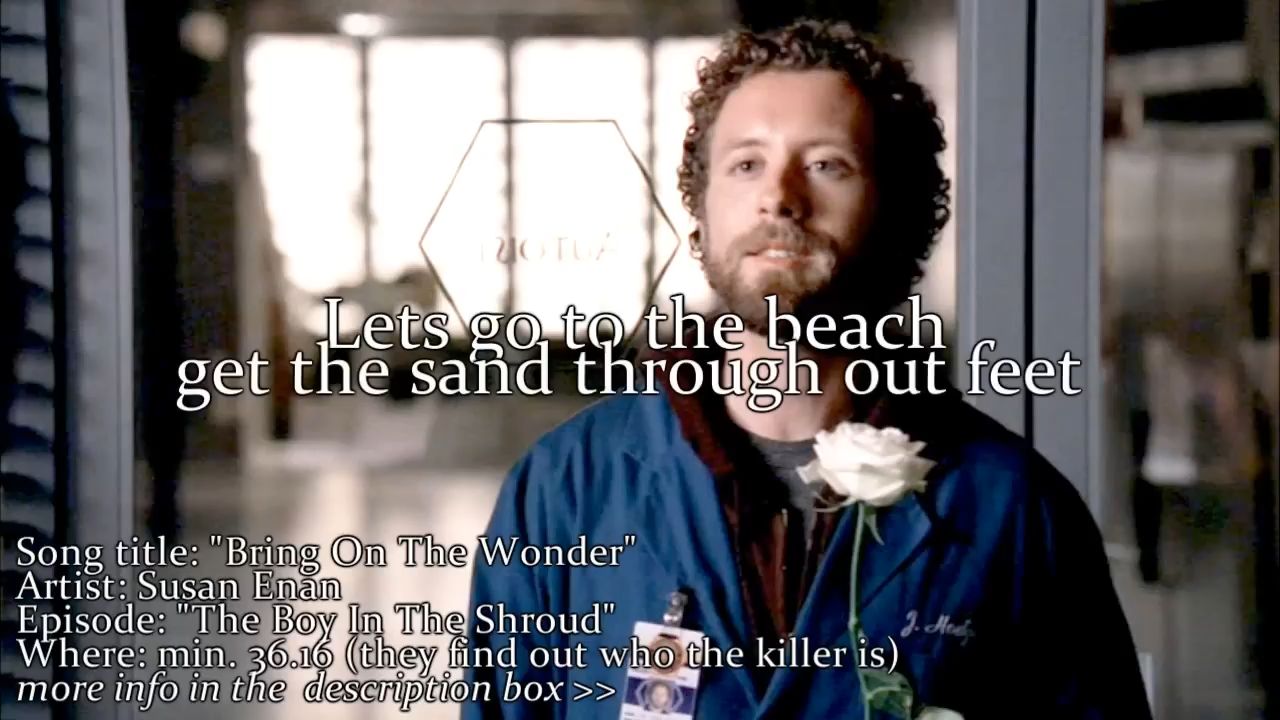 AUTOPSY
Lets go to the beach
get the sand through out feet
Song title: "Bring On The Wonder"
Artist: Susan Enan
Episode: "The Boy In The Shroud"
Where: min. 36.16 (they find out who the killer is)
more info in the description box >>
J. Hodg